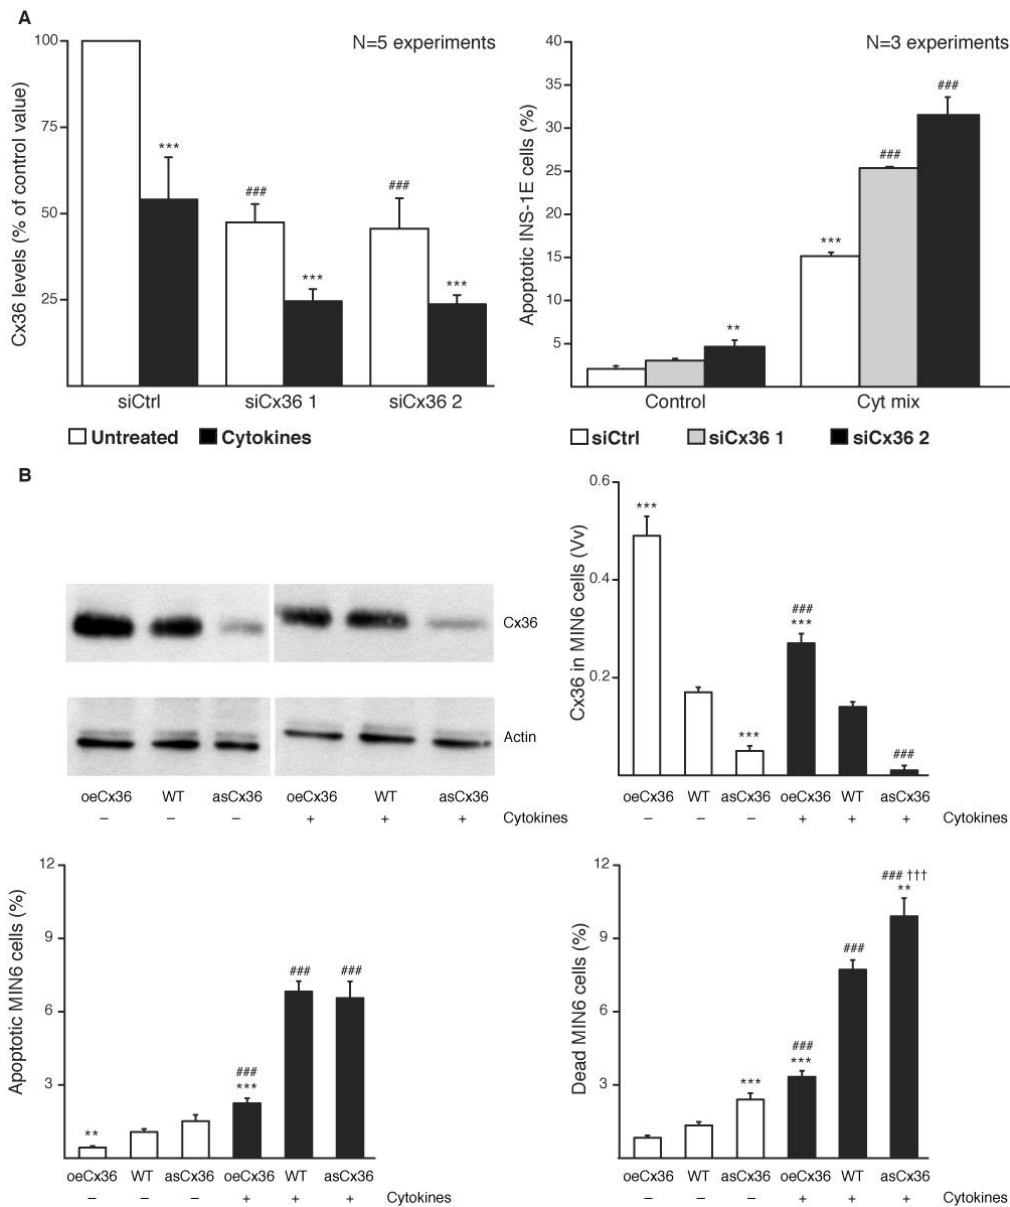 A
N=5 experiments
Cx36 levels (% of control value)
100
75
50
25
***
###
***
###
***
siCtrl siCx36 1 siCx36 2
Untreated Cytokines
N=3 experiments
Apoptotic INS-1E cells (%)
40
35
30
25
20
15
10
5
**
***
###
###
Control Cyt mix
siCtrl siCx36 1 siCx36 2
B
Cx36
Actin
oeCx36 WT asCx36 oeCx36 WT asCx36
– – – + + + Cytokines
Cx36 in MIN6 cells (Vv)
0.6
0.4
0.2
***
***
###
***
###
oeCx36 WT asCx36 oeCx36 WT asCx36
– – – + + + Cytokines
Apoptotic MIN6 cells (%)
12
9
6
3
**
###
***
###
###
oeCx36 WT asCx36 oeCx36 WT asCx36
– – – + + + Cytokines
Dead MIN6 cells (%)
12
9
6
3
***
###
***
###
### †††
**
oeCx36 WT asCx36 oeCx36 WT asCx36
– – – + + + Cytokines